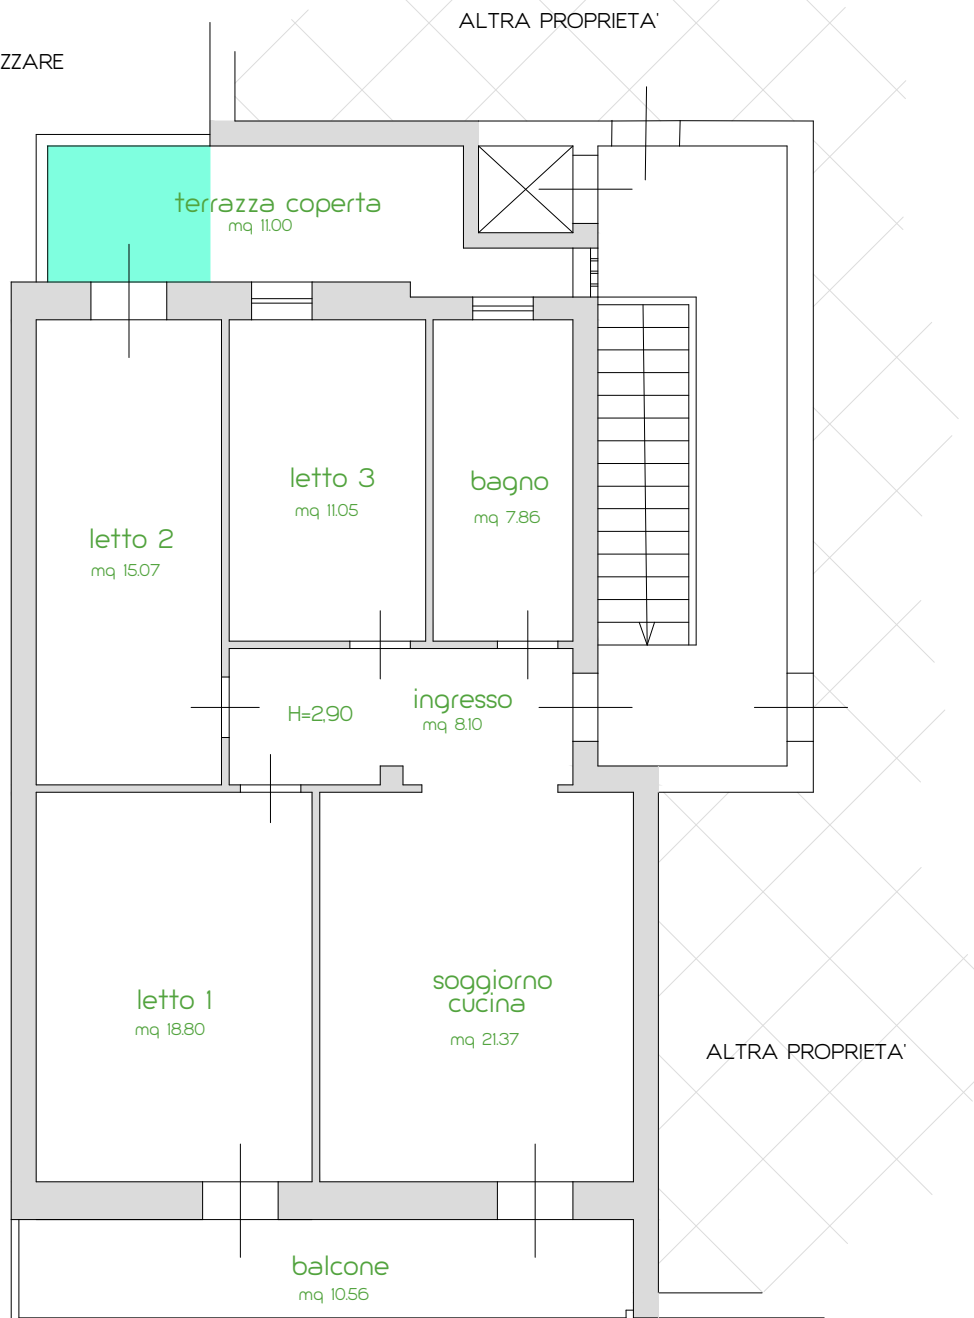 ALTRA PROPRIETA'
ZZARE
terrazza coperta
mq 11.00
letto 3
mq 11.05
bagno
mq 7.86
letto 2
mq 15.07
ingresso
mq 8.10
H=2,90
letto 1
mq 18.80
soggiorno
cucina
mq 21.37
ALTRA PROPRIETA'
balcone
mq 10.56